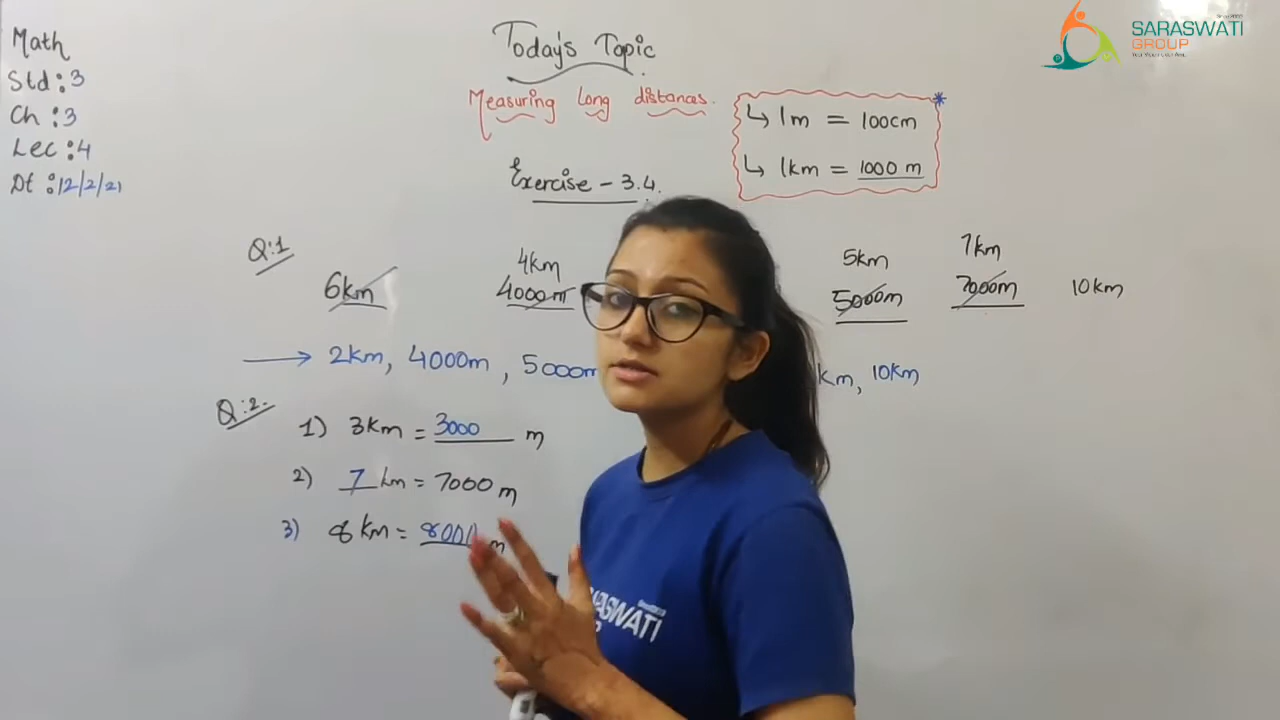 Math
Std : 3
Ch : 3
Lec : 4
Dt : 12/2/21
Today's Topic
Measuring long distances.
Exercise - 3.4.
↳ 1m = 100cm
↳ 1km = 1000 m
SARASWATI
GROUP
Q:1
6km
4km
4000m
5km
5000m
7km
7000m
10km
→ 2km, 4000m, 5000m
km, 10km
Q:2.
1) 3km = 3000 m
2) 7 km = 7000 m
3) 8 km = 8000 m